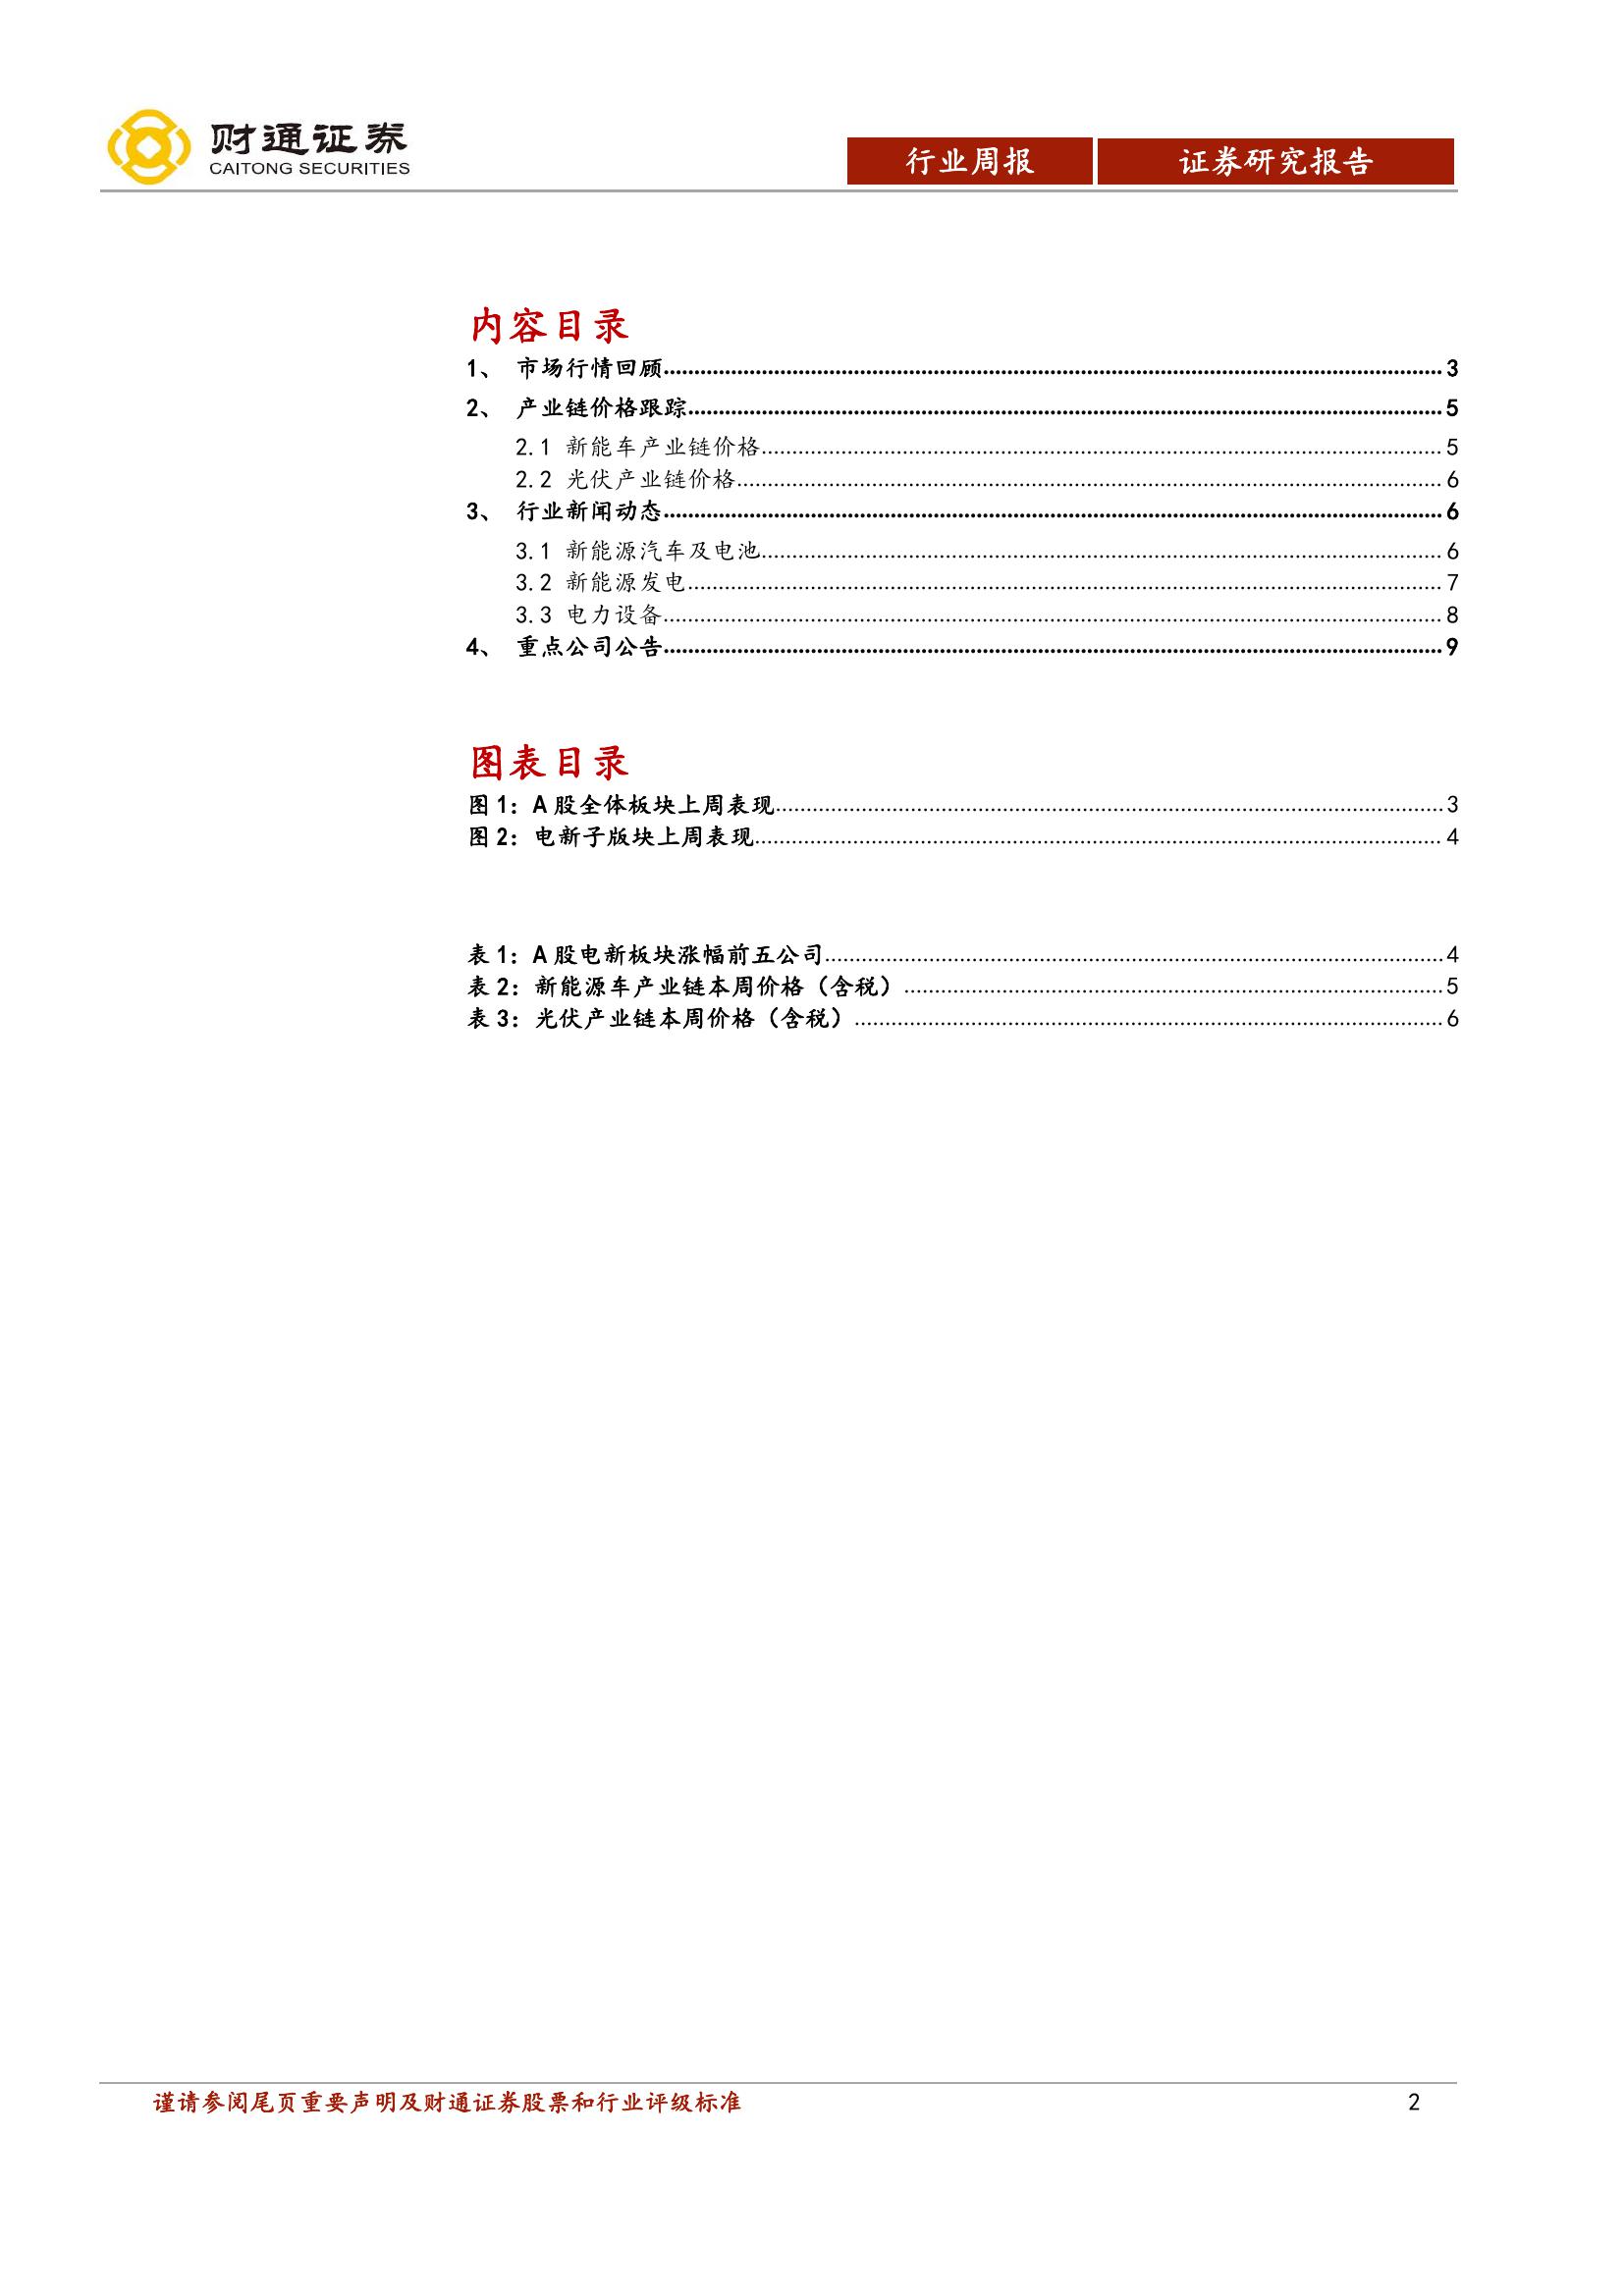 财通证券
CAITONG SECURITIES
行业周报
证券研究报告
内容目录
1、 市场行情回顾 3
2、 产业链价格跟踪 5
2.1 新能车产业链价格 5
2.2 光伏产业链价格 6
3、 行业新闻动态 6
3.1 新能源汽车及电池 6
3.2 新能源发电 7
3.3 电力设备 8
4、 重点公司公告 9
图表目录
图 1：A 股全体板块上周表现 3
图 2：电新子版块上周表现 4
表 1：A 股电新板块涨幅前五公司 4
表 2：新能源车产业链本周价格（含税） 5
表 3：光伏产业链本周价格（含税） 6
谨请参阅尾页重要声明及财通证券股票和行业评级标准 2